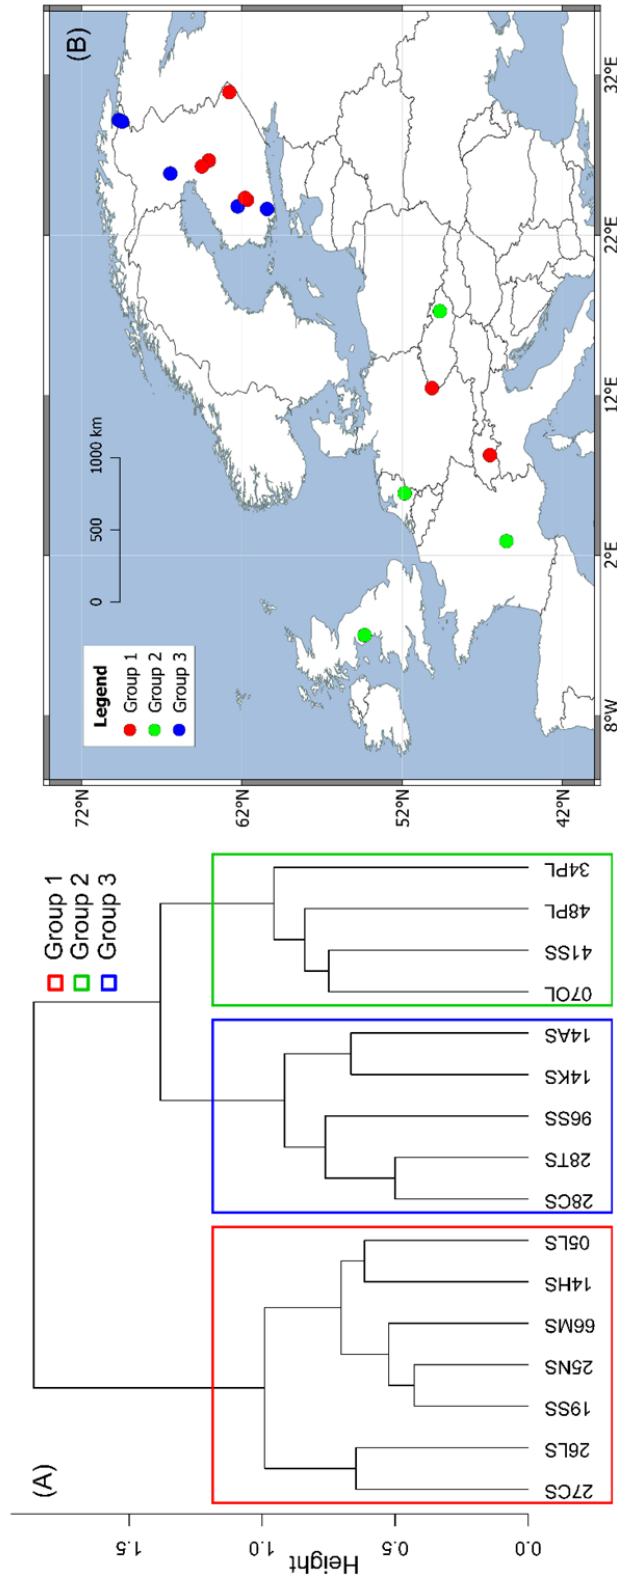 (A)
Height
0.0
0.5
1.0
1.5
Group 1
Group 2
Group 3
27CS
26LS
19SS
25NS
66MS
14HS
05LS
28CS
28TS
96SS
14KS
14AS
07OL
41SS
48PL
34PL
(B)
72°N
62°N
52°N
42°N
8°W
2°E
12°E
22°E
32°E
Legend
Group 1
Group 2
Group 3
0 500 1000 km